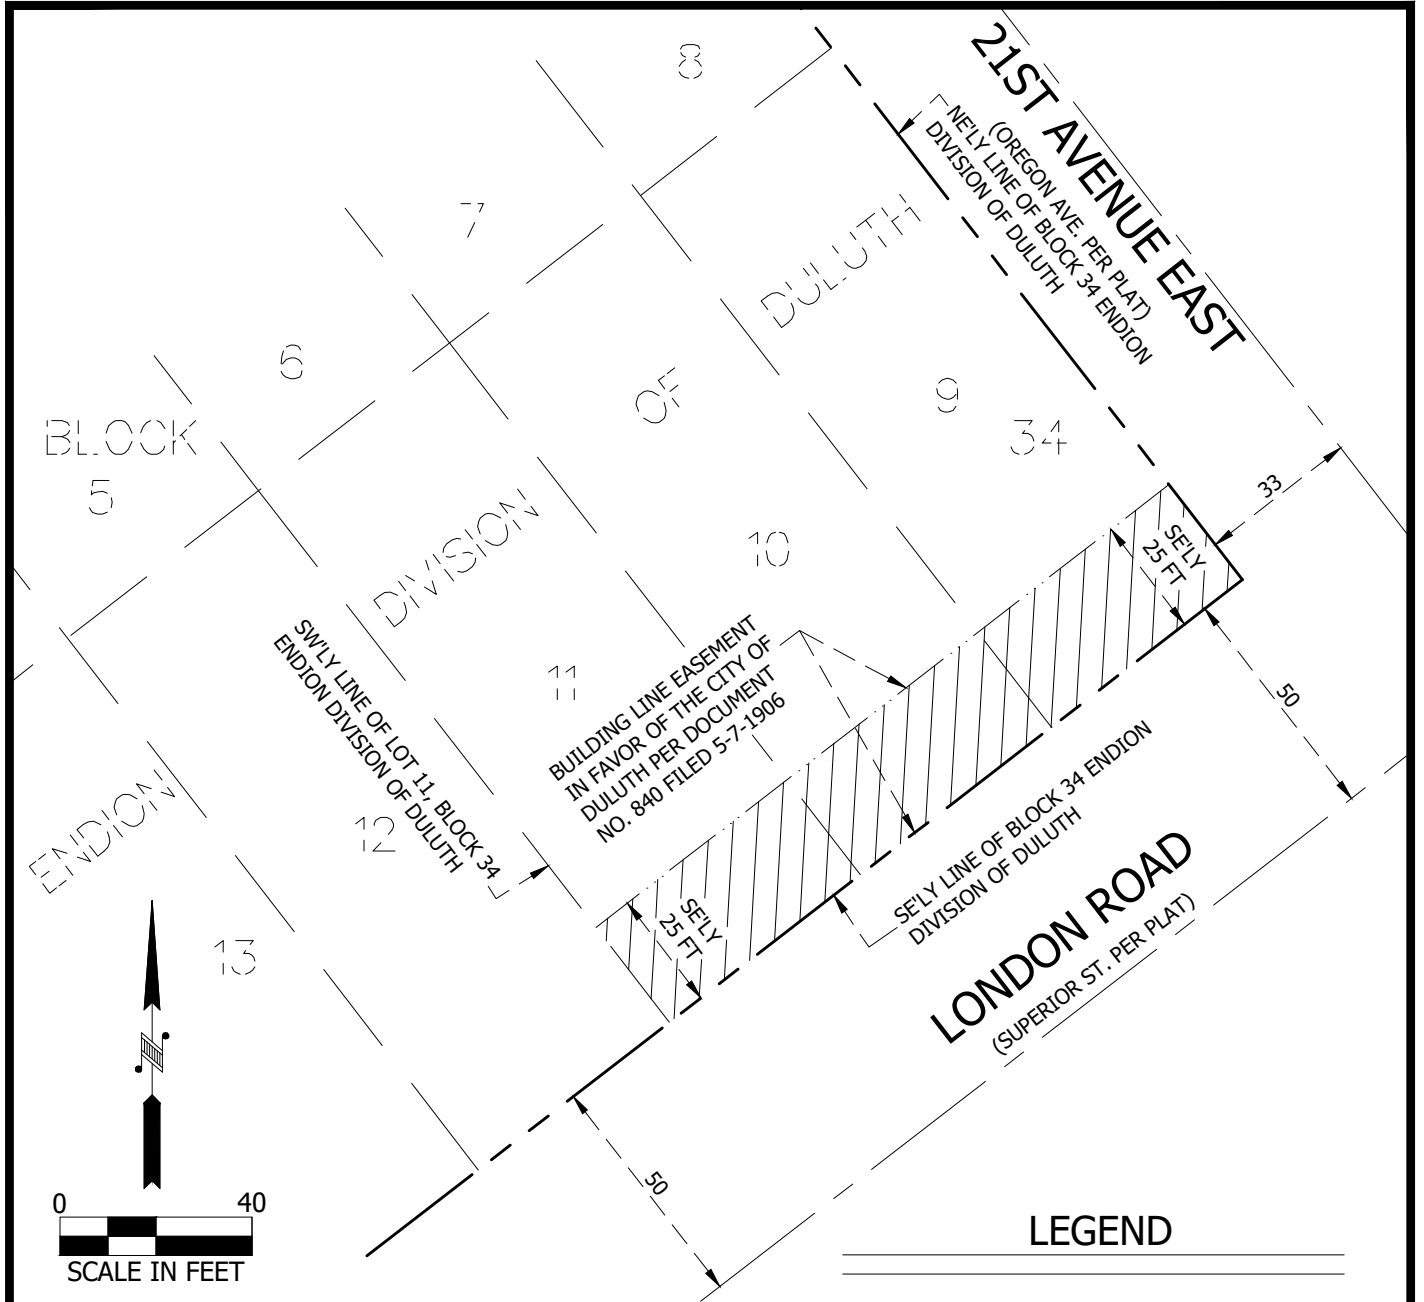 8
21ST AVENUE EAST
(OREGON AVE. PER PLAT)
NE'LY LINE OF BLOCK 34 ENDION
DIVISION OF DULUTH
7
DULUTH
6
OF
9
34
BLOCK
5
33
DIVISION
10
SE'LY
25 FT
11
BUILDING LINE EASEMENT
IN FAVOR OF THE CITY OF
DULUTH PER DOCUMENT
NO. 840 FILED 5-7-1906
SW'LY LINE OF LOT 11, BLOCK 34
ENDION DIVISION OF DULUTH
50
SE'LY LINE OF BLOCK 34 ENDION
DIVISION OF DULUTH
ENDION
12
LONDON ROAD
(SUPERIOR ST. PER PLAT)
SE'LY
25 FT
13
50
0 40
SCALE IN FEET
LEGEND